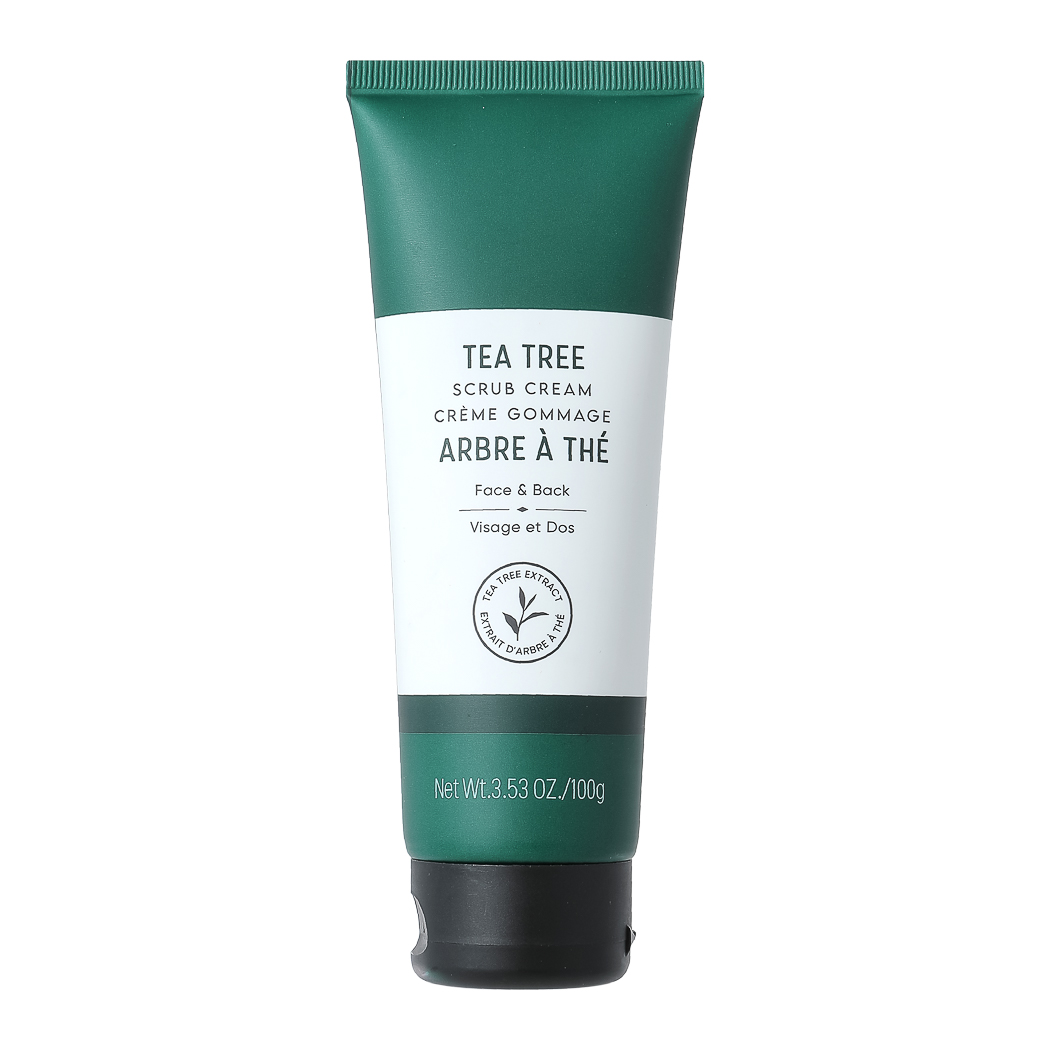 TEA TREE
SCRUB CREAM
CRÈME GOMMAGE
ARBRE À THÉ
Face & Back
Visage et Dos
TEA TREE EXTRACT
EXTRAIT D'ARBRE À THÉ
Net Wt.3.53 OZ./100g